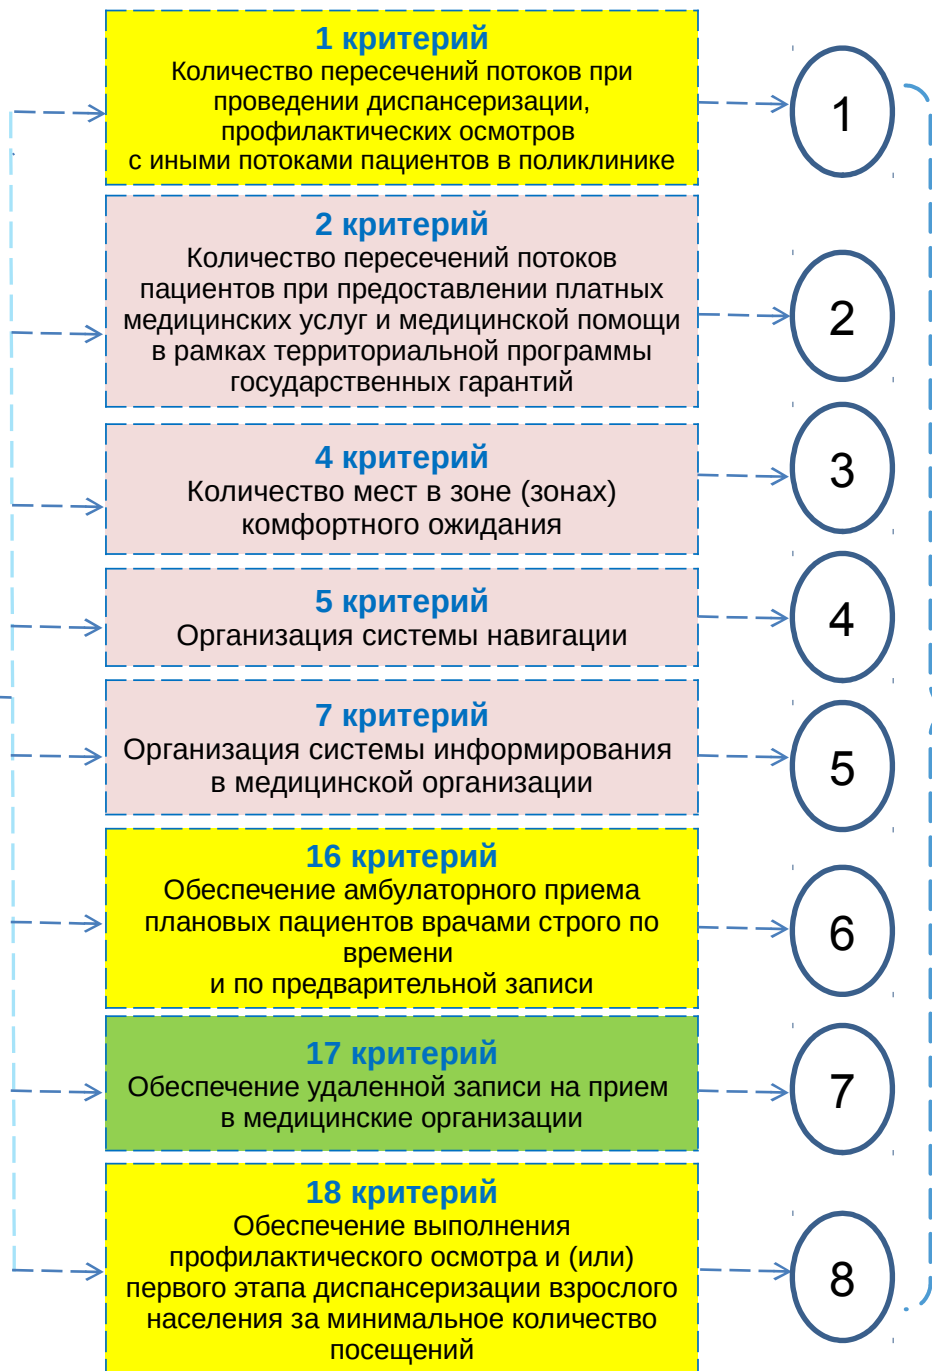 1 критерий
Количество пересечений потоков при
проведении диспансеризации,
профилактических осмотров
с иными потоками пациентов в поликлинике
1
2 критерий
Количество пересечений потоков
пациентов при предоставлении платных
медицинских услуг и медицинской помощи
в рамках территориальной программы
государственных гарантий
2
4 критерий
Количество мест в зоне (зонах)
комфортного ожидания
3
5 критерий
Организация системы навигации
4
7 критерий
Организация системы информирования
в медицинской организации
5
16 критерий
Обеспечение амбулаторного приема
плановых пациентов врачами строго по
времени
и по предварительной записи
6
17 критерий
Обеспечение удаленной записи на прием
в медицинские организации
7
18 критерий
Обеспечение выполнения
профилактического осмотра и (или)
первого этапа диспансеризации взрослого
населения за минимальное количество
посещений
8